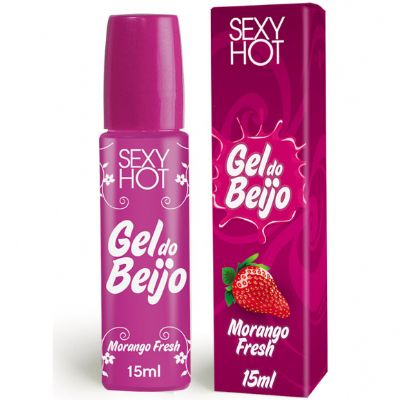 SEXY
HOT
Gel do
Beijo
Morango Fresh
15ml
SEXY
HOT
Gel do
Beijo
Morango
Fresh
15ml